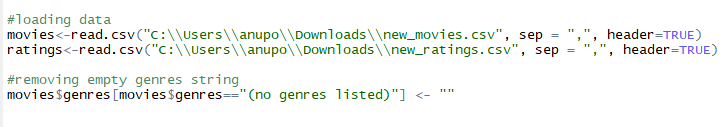 #loading data
movies<-read.csv("C:\\Users\\anupo\\Downloads\\new_movies.csv", sep = ",", header=TRUE)
ratings<-read.csv("C:\\Users\\anupo\\Downloads\\new_ratings.csv", sep = ",", header=TRUE)
#removing empty genres string
movies$genres[movies$genres=="(no genres listed)"] <- ""